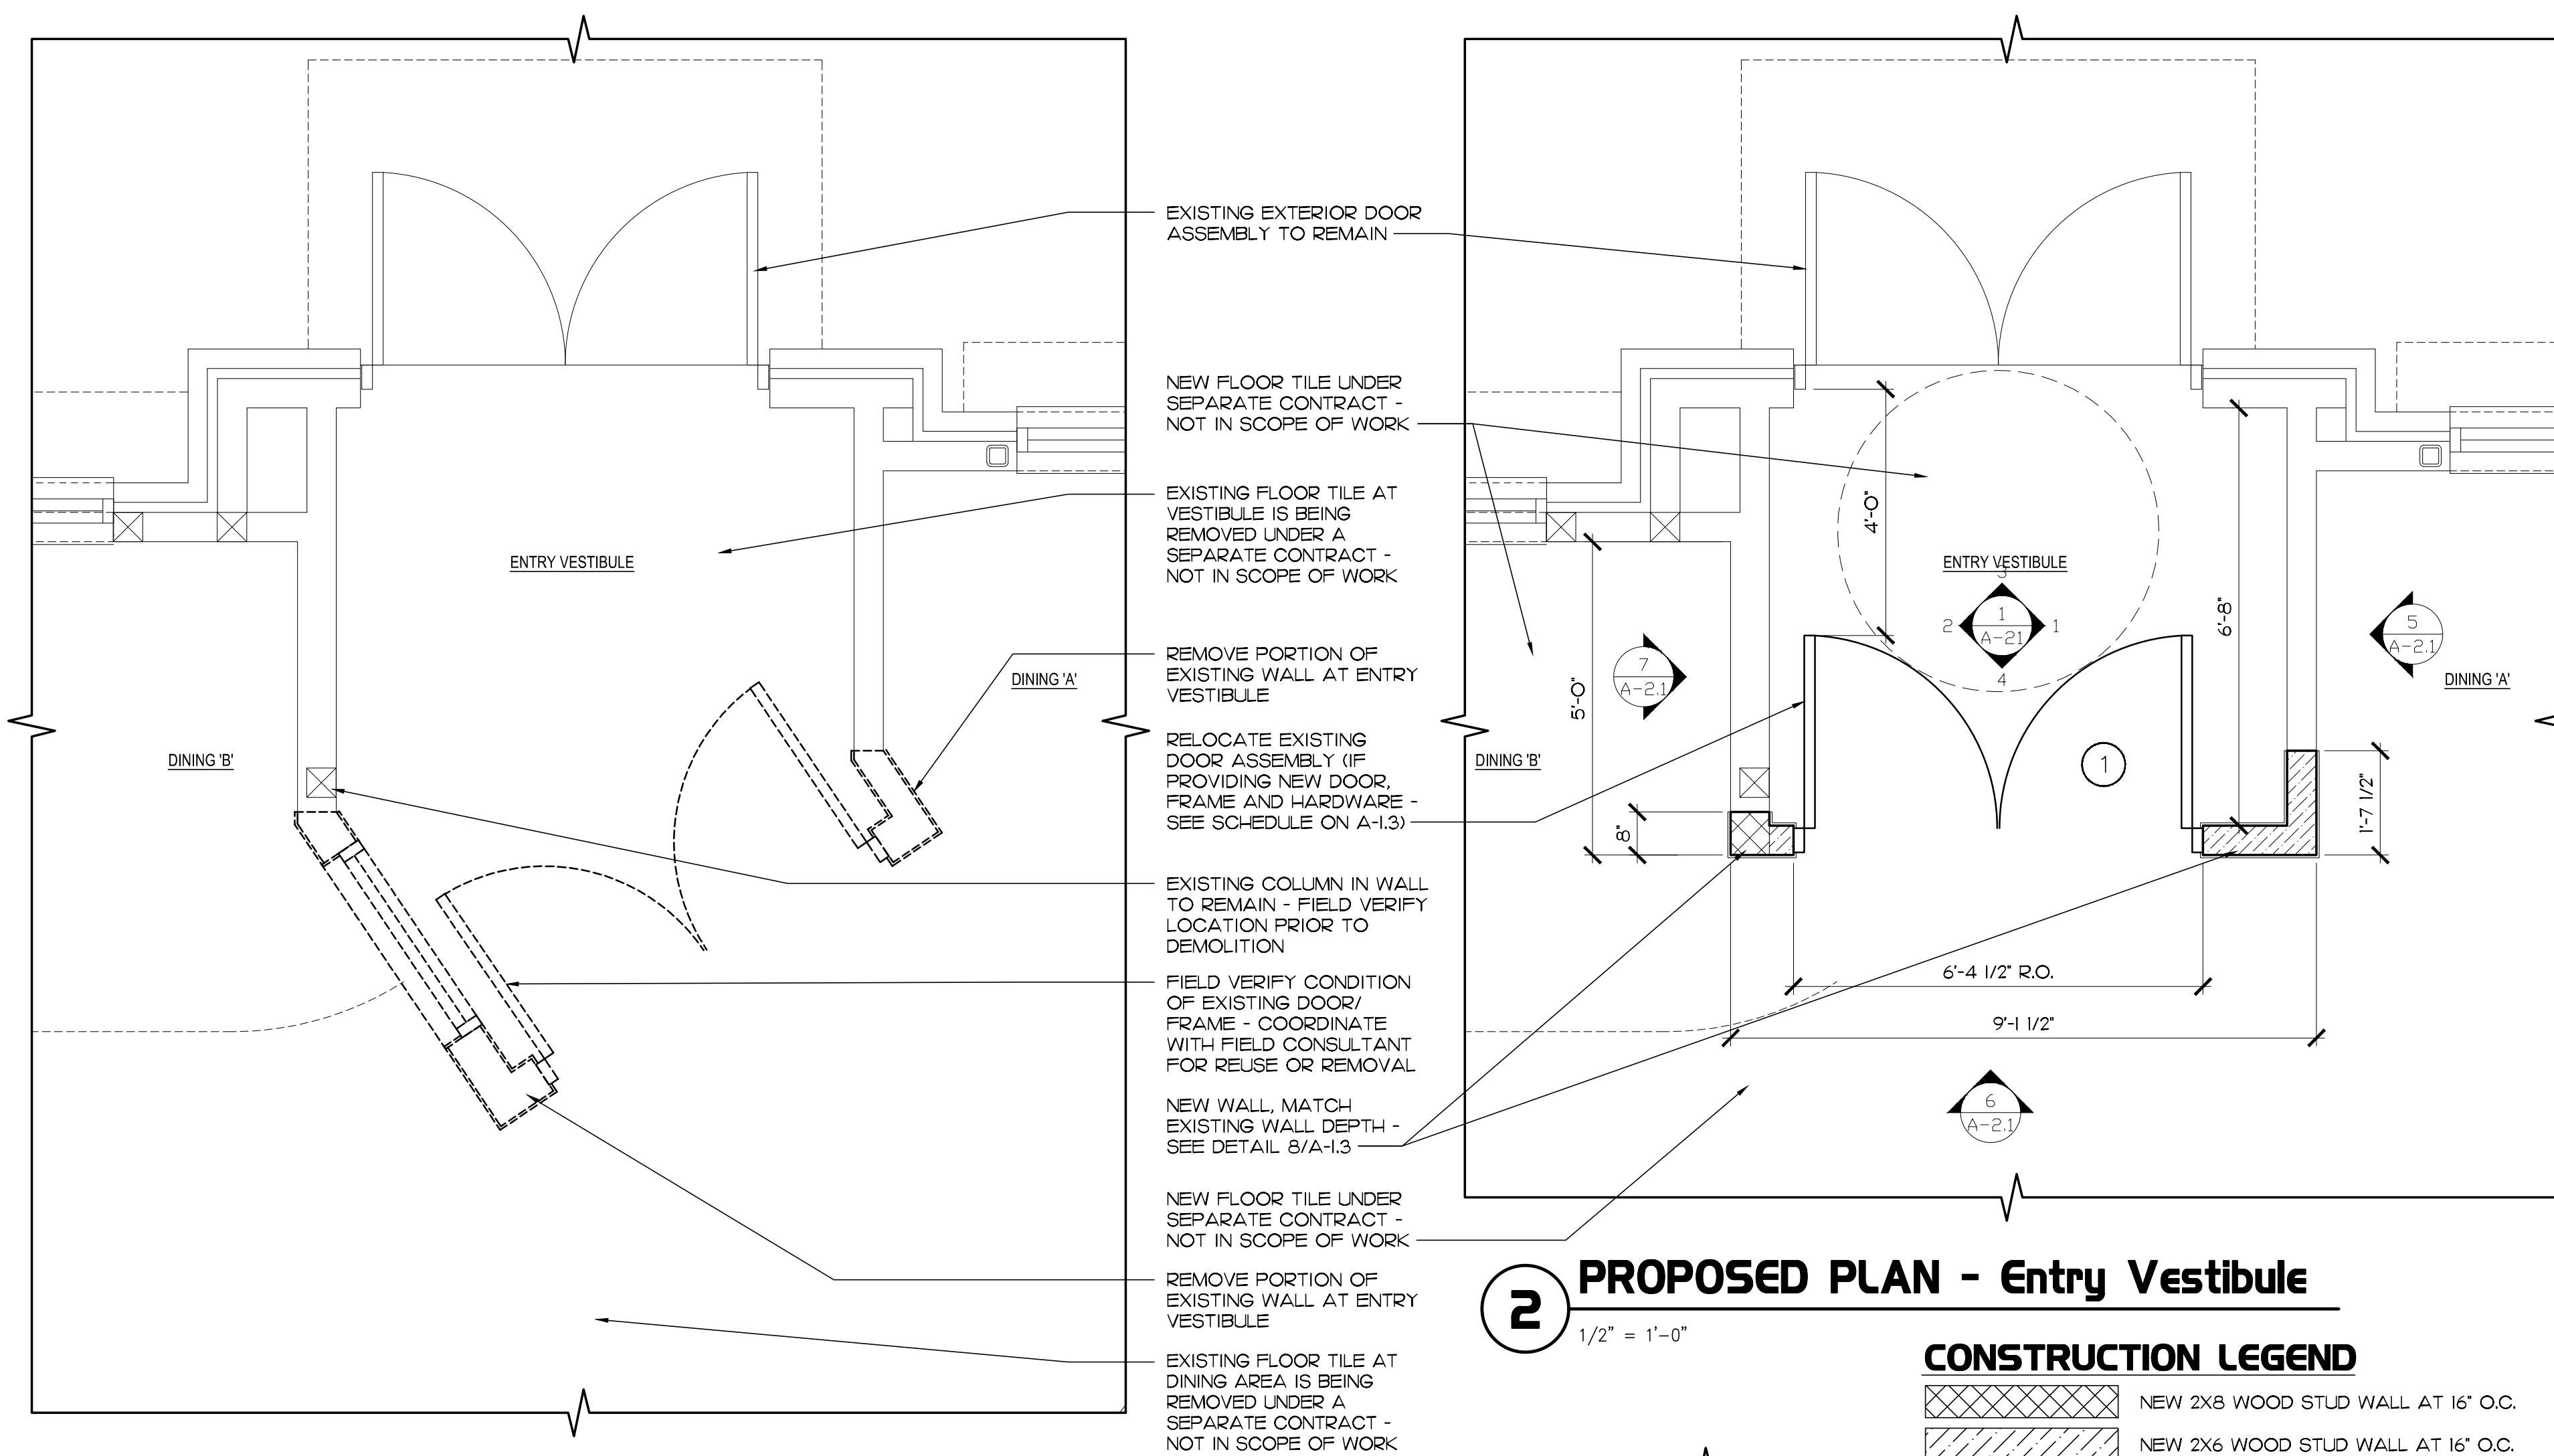 EXISTING EXTERIOR DOOR
ASSEMBLY TO REMAIN
NEW FLOOR TILE UNDER
SEPARATE CONTRACT -
NOT IN SCOPE OF WORK
EXISTING FLOOR TILE AT
VESTIBULE IS BEING
REMOVED UNDER A
SEPARATE CONTRACT -
NOT IN SCOPE OF WORK
REMOVE PORTION OF
EXISTING WALL AT ENTRY
VESTIBULE
RELOCATE EXISTING
DOOR ASSEMBLY (IF
PROVIDING NEW DOOR,
FRAME AND HARDWARE -
SEE SCHEDULE ON A-1.3)
EXISTING COLUMN IN WALL
TO REMAIN - FIELD VERIFY
LOCATION PRIOR TO
DEMOLITION
FIELD VERIFY CONDITION
OF EXISTING DOOR/
FRAME - COORDINATE
WITH FIELD CONSULTANT
FOR REUSE OR REMOVAL
NEW WALL, MATCH
EXISTING WALL DEPTH -
SEE DETAIL 8/A-1.3
NEW FLOOR TILE UNDER
SEPARATE CONTRACT -
NOT IN SCOPE OF WORK
REMOVE PORTION OF
EXISTING WALL AT ENTRY
VESTIBULE
EXISTING FLOOR TILE AT
DINING AREA IS BEING
REMOVED UNDER A
SEPARATE CONTRACT -
NOT IN SCOPE OF WORK
ENTRY VESTIBULE
DINING 'A'
DINING 'B'
4'-0"
ENTRY VESTIBULE
3
2
1
A-21
1
4
6'-8"
5
A-2.1
7
A-2.1
5'-0"
DINING 'A'
DINING 'B'
1
8"
1'-7 1/2"
6'-4 1/2" R.O.
9'-1 1/2"
6
A-2.1
2
PROPOSED PLAN - Entry Vestibule
1/2" = 1'-0"
CONSTRUCTION LEGEND
NEW 2X8 WOOD STUD WALL AT 16" O.C.
NEW 2X6 WOOD STUD WALL AT 16" O.C.